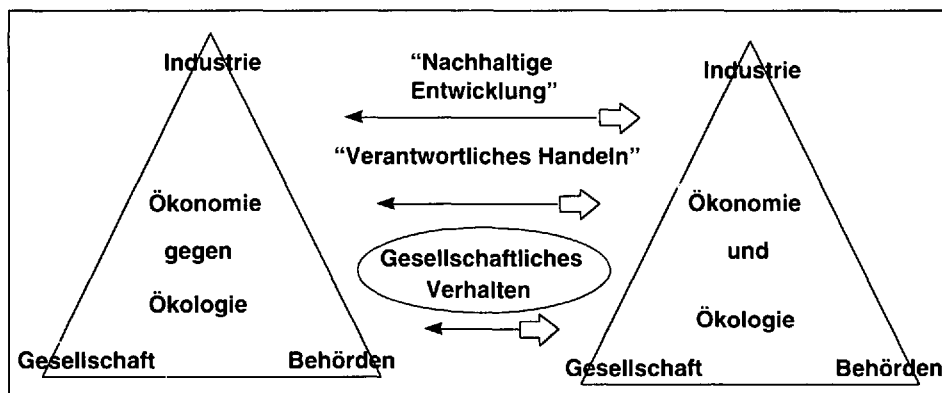 Industrie
Ökonomie
gegen
Ökologie
Gesellschaft
Behörden
“Nachhaltige
Entwicklung”
“Verantwortliches Handeln”
Gesellschaftliches
Verhalten
Industrie
Ökonomie
und
Ökologie
Gesellschaft
Behörden